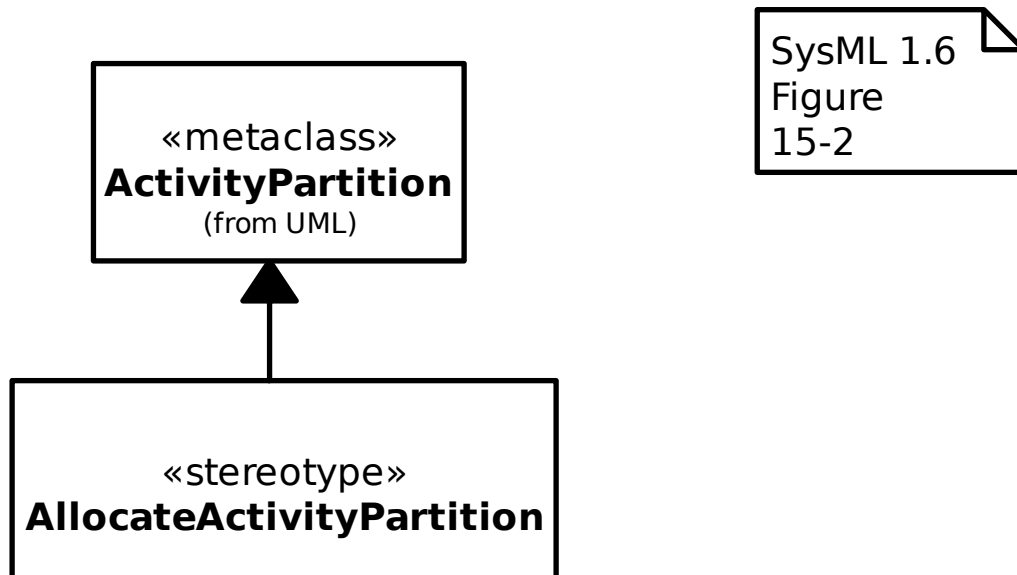 «metaclass»
ActivityPartition
(from UML)
SysML 1.6
Figure
15-2
«stereotype»
AllocateActivityPartition